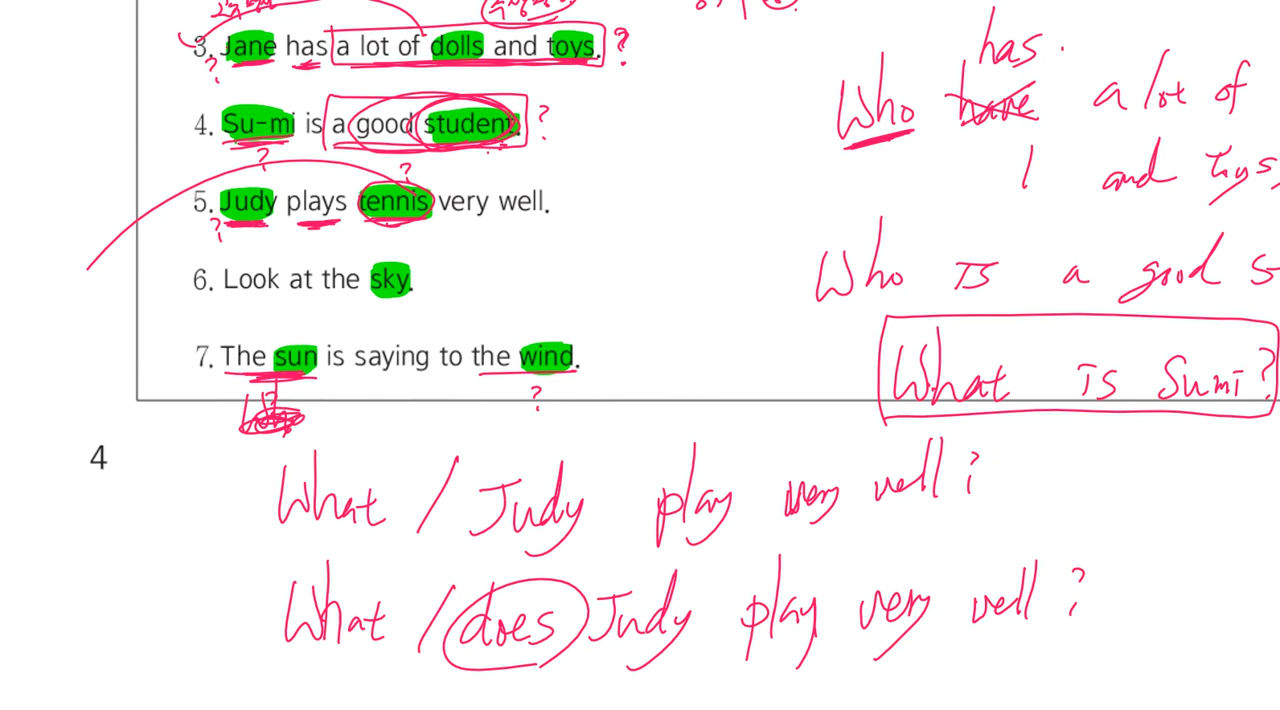 3. Jane has a lot of dolls and toys. ?
?
has.
Who have a lot of
and toys,
4. Su-mi is a good student. ?
?
?
5. Judy plays tennis very well.
?
Who is a good s
6. Look at the sky.
What is Sumi?
7. The sun is saying to the wind.
?
4
What / Judy play very well ?
What / does Judy play very well ?